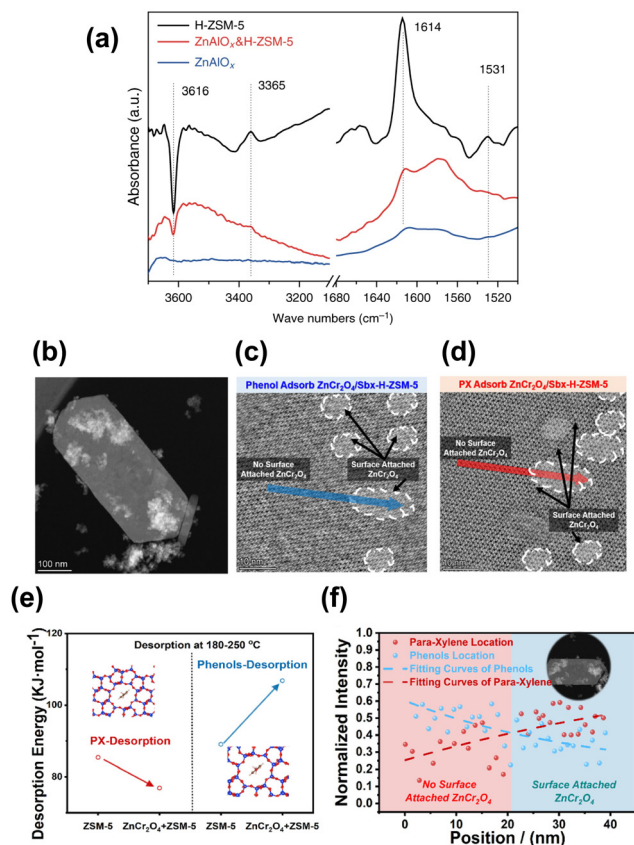 (a)
H-ZSM-5
ZnAlOx&H-ZSM-5
ZnAlOx
3616
3365
1614
1531
Absorbance (a.u.)
3600
3400
3200
1680
1640
1600
1560
1520
Wave numbers (cm⁻¹)
(b)
100 nm
(c)
Phenol Adsorb ZnCr2O4/Sbx-H-ZSM-5
No Surface
Attached ZnCr2O4
Surface Attached
ZnCr2O4
10 nm
(d)
PX Adsorb ZnCr2O4/Sbx-H-ZSM-5
No Surface
Attached ZnCr2O4
Surface Attached
ZnCr2O4
(e)
Desorption at 180-250 °C
Phenols-Desorption
PX-Desorption
Desorption Energy (KJ·mol⁻¹)
120
100
80
ZSM-5
ZnCr2O4+ZSM-5
ZSM-5
ZnCr2O4+ZSM-5
(f)
Para-Xylene Location
Phenols Location
Fitting Curves of Phenols
Fitting Curves of Para-Xylene
Normalized Intensity
1.0
0.9
0.8
0.7
0.6
0.5
0.4
0.3
0.2
0.1
0.0
No Surface
Attached ZnCr2O4
Surface Attached
ZnCr2O4
0
10
20
30
40
Position / (nm)